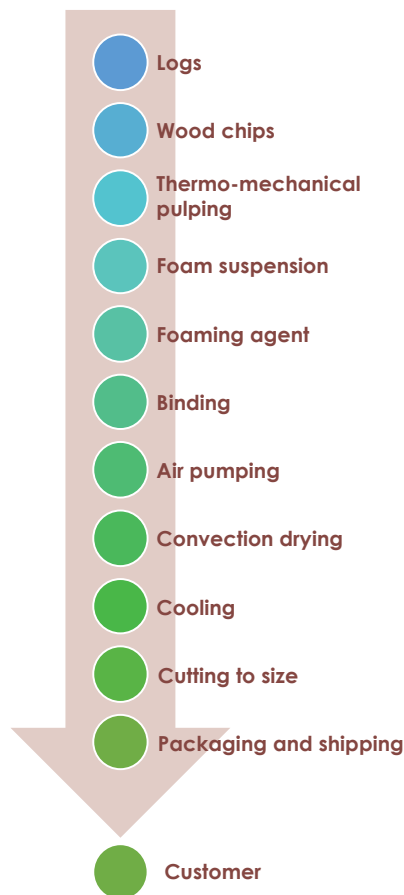 Logs
Wood chips
Thermo-mechanical
pulping
Foam suspension
Foaming agent
Binding
Air pumping
Convection drying
Cooling
Cutting to size
Packaging and shipping
Customer